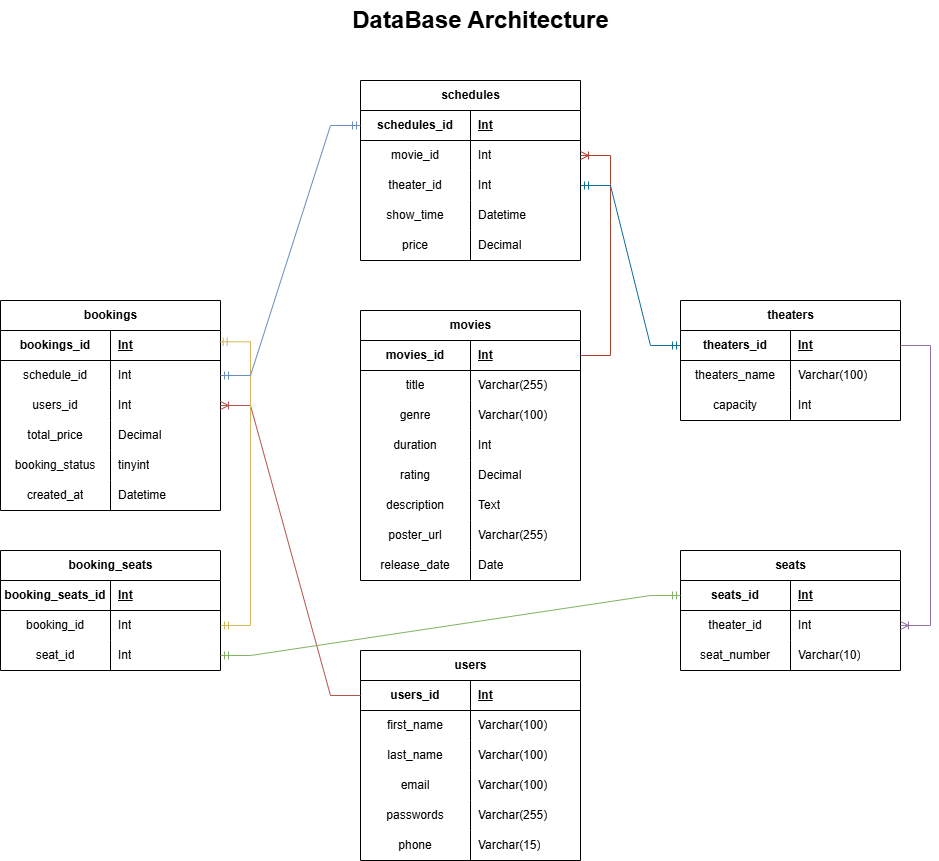 DataBase Architecture
schedules
schedules_id Int
movie_id Int
theater_id Int
show_time Datetime
price Decimal
bookings
bookings_id Int
schedule_id Int
users_id Int
total_price Decimal
booking_status tinyint
created_at Datetime
movies
movies_id Int
title Varchar(255)
genre Varchar(100)
duration Int
rating Decimal
description Text
poster_url Varchar(255)
release_date Date
theaters
theaters_id Int
theaters_name Varchar(100)
capacity Int
booking_seats
booking_seats_id Int
booking_id Int
seat_id Int
seats
seats_id Int
theater_id Int
seat_number Varchar(10)
users
users_id Int
first_name Varchar(100)
last_name Varchar(100)
email Varchar(100)
passwords Varchar(255)
phone Varchar(15)